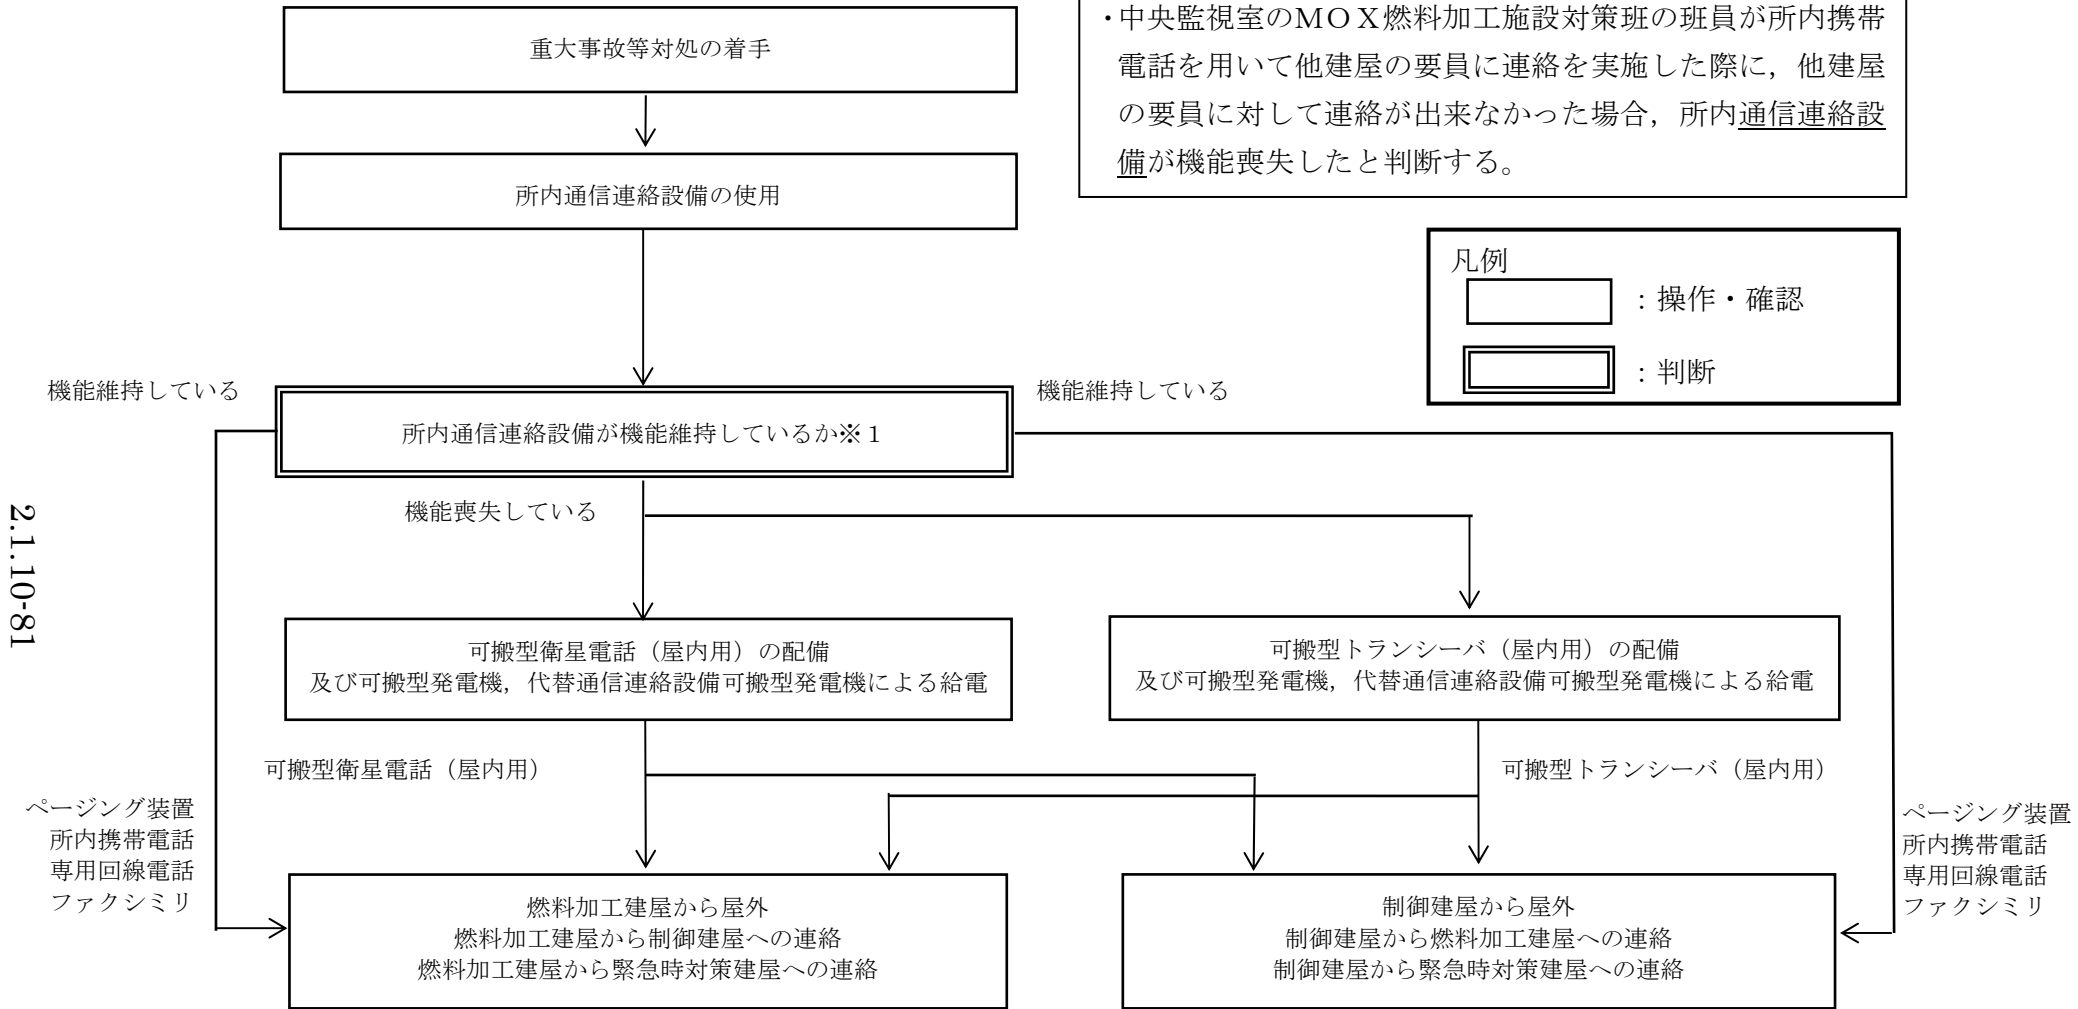 重大事故等対処の着手
・中央監視室のMOX燃料加工施設対策班の班員が所内携帯
電話を用いて他建屋の要員に連絡を実施した際に，他建屋
の要員に対して連絡が出来なかった場合，所内通信連絡設
備が機能喪失したと判断する。
所内通信連絡設備の使用
凡例
：操作・確認
：判断
機能維持している
機能維持している
所内通信連絡設備が機能維持しているか※１
機能喪失している
2.1.10-81
可搬型衛星電話（屋内用）の配備
及び可搬型発電機，代替通信連絡設備可搬型発電機による給電
可搬型トランシーバ（屋内用）の配備
及び可搬型発電機，代替通信連絡設備可搬型発電機による給電
可搬型衛星電話（屋内用）
可搬型トランシーバ（屋内用）
ページング装置
所内携帯電話
専用回線電話
ファクシミリ
ページング装置
所内携帯電話
専用回線電話
ファクシミリ
燃料加工建屋から屋外
燃料加工建屋から制御建屋への連絡
燃料加工建屋から緊急時対策建屋への連絡
制御建屋から屋外
制御建屋から燃料加工建屋への連絡
制御建屋から緊急時対策建屋への連絡